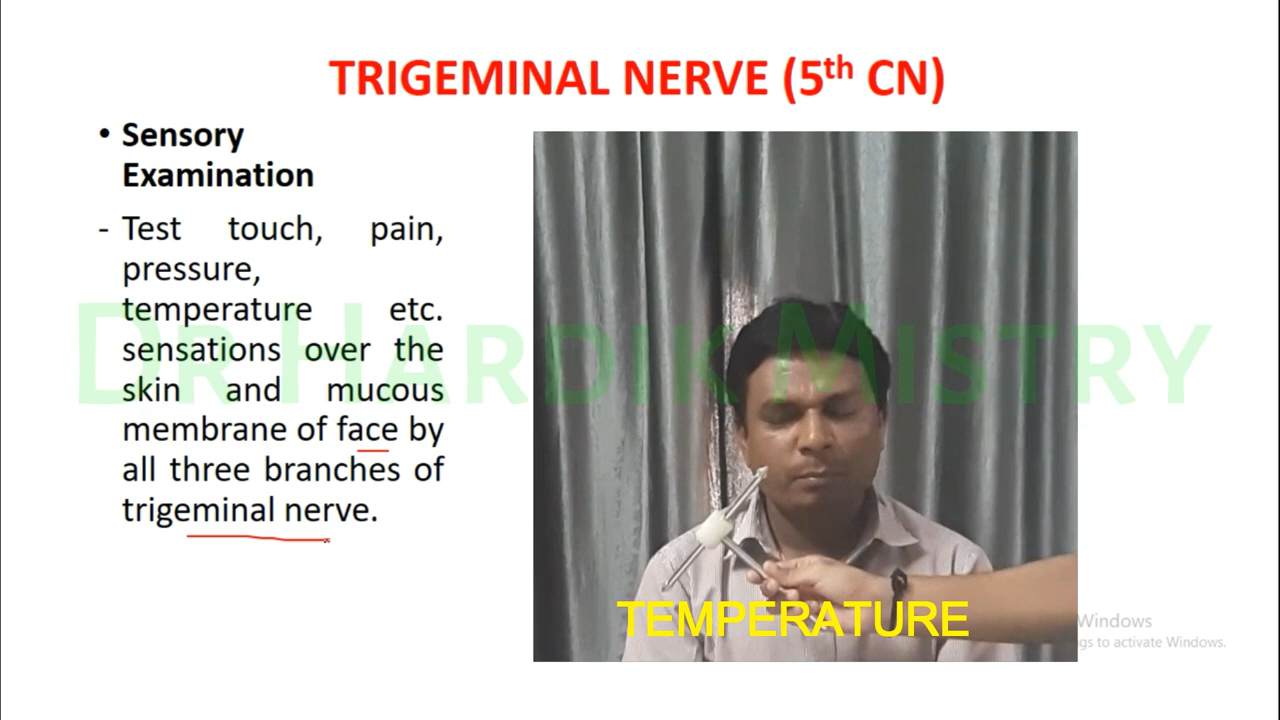 TRIGEMINAL NERVE (5th CN)
• Sensory
Examination
- Test touch, pain,
pressure,
temperature etc.
sensations over the
skin and mucous
membrane of face by
all three branches of
trigeminal nerve.
DR HARDIK MISTRY
TEMPERATURE
Windows
gs to activate Windows.